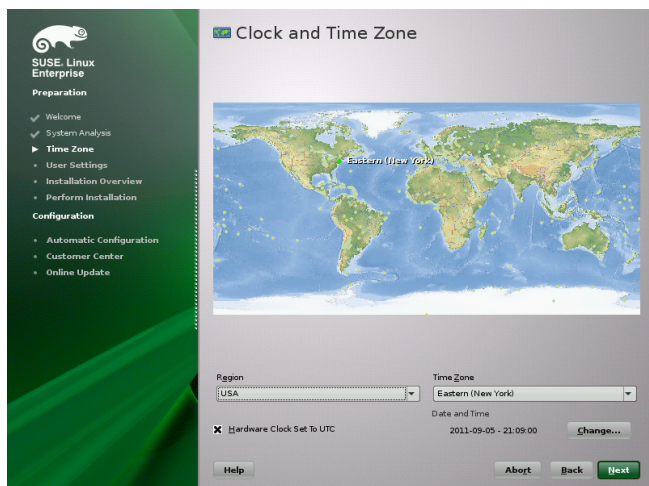 SUSE. Linux
Enterprise
Preparation
Welcome
System Analysis
Time Zone
User Settings
Installation Overview
Perform Installation
Configuration
Automatic Configuration
Customer Center
Online Update
Clock and Time Zone
Eastern (New York)
Region
USA
Time Zone
Eastern (New York)
Hardware Clock Set To UTC
Date and Time
2011-09-05 - 21:09:00
Change...
Help
Abort
Back
Next